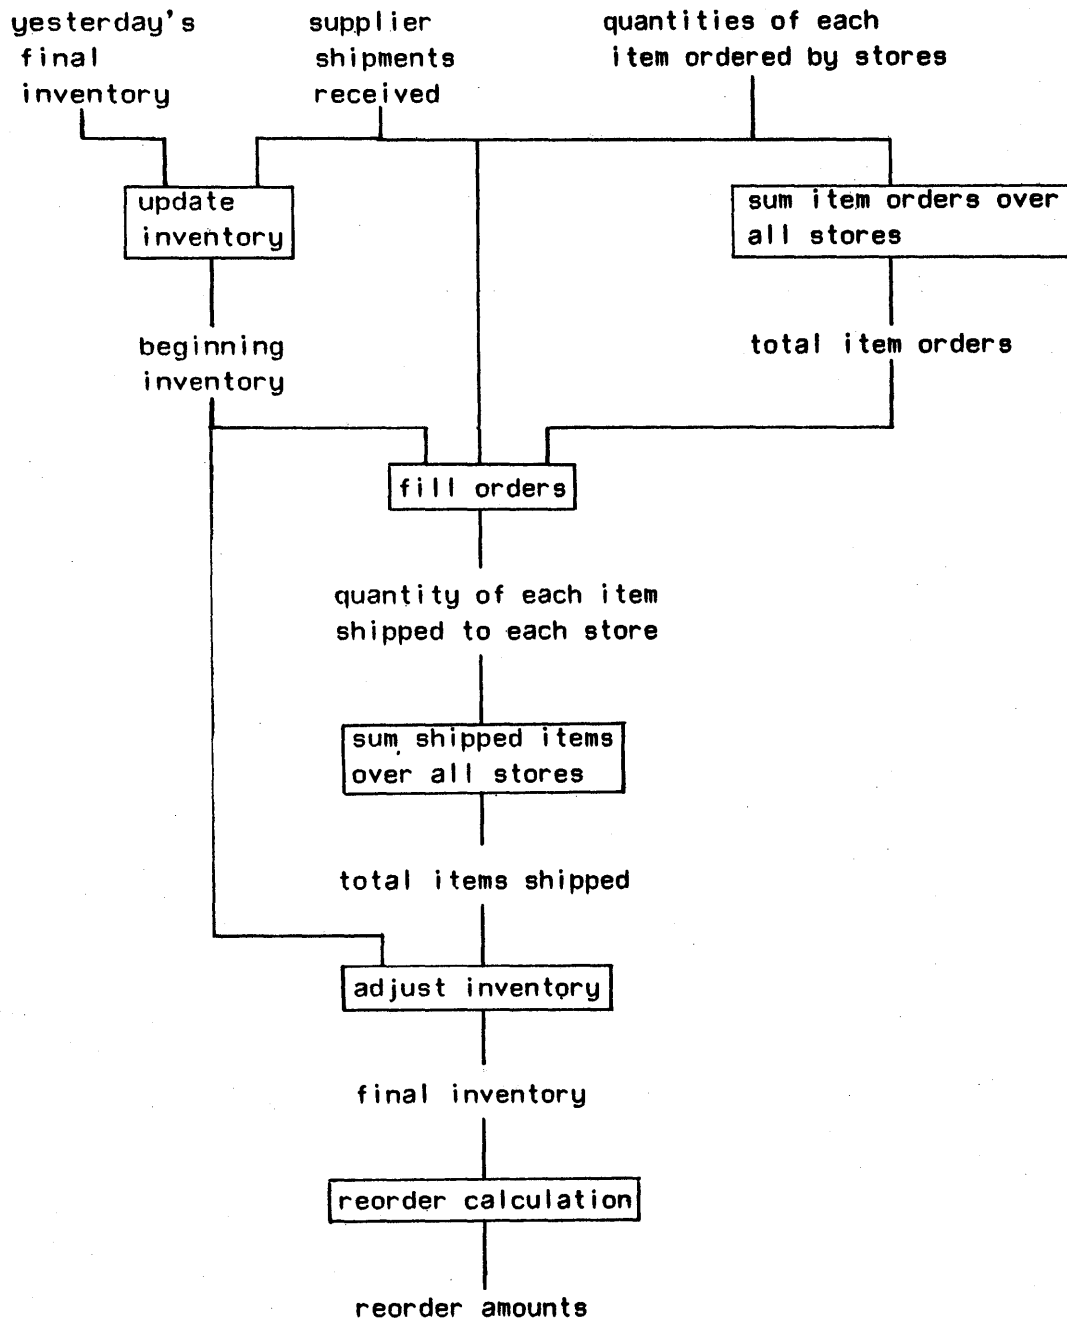 yesterday's
final
inventory
supplier
shipments
received
quantities of each
item ordered by stores
update
inventory
sum item orders over
all stores
beginning
inventory
total item orders
fill orders
quantity of each item
shipped to each store
sum shipped items
over all stores
total items shipped
adjust inventory
final inventory
reorder calculation
reorder amounts